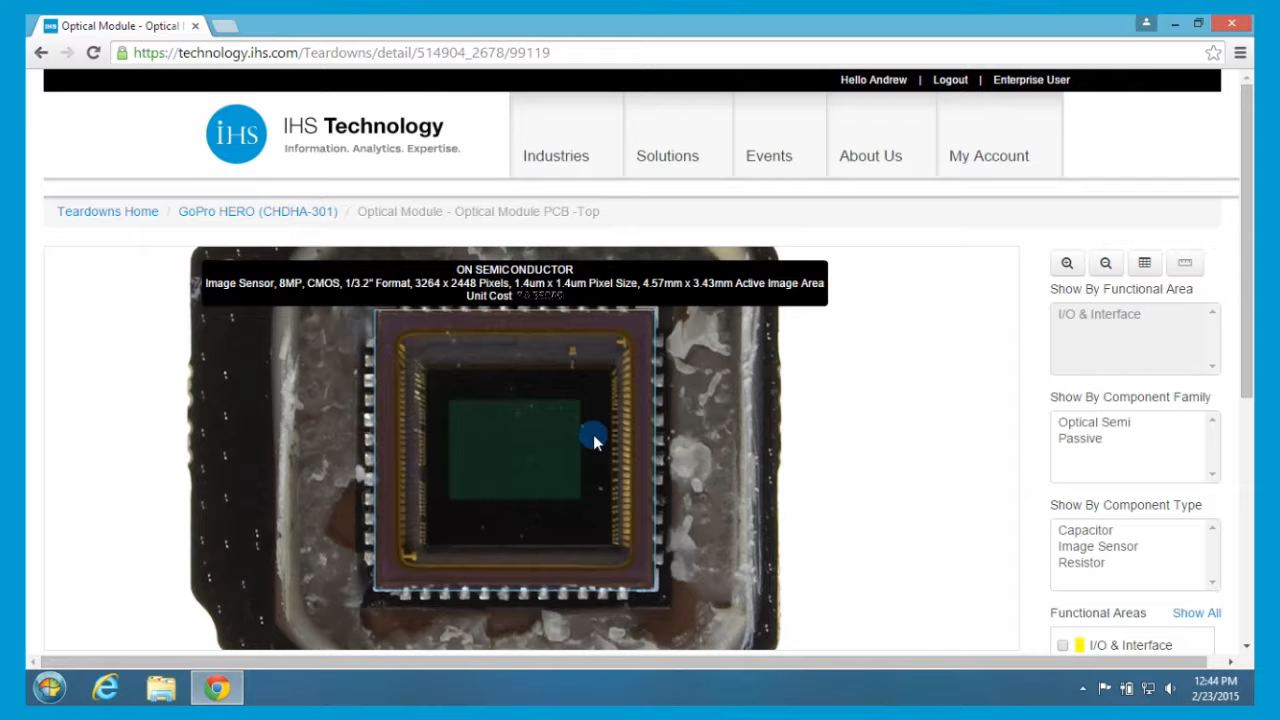 Optical Module - Optical
https://technology.ihs.com/Teardowns/detail/514904_2678/99119
Hello Andrew | Logout | Enterprise User
IHS
IHS Technology
Information. Analytics. Expertise.
Industries
Solutions
Events
About Us
My Account
Teardowns Home / GoPro HERO (CHDHA-301) / Optical Module - Optical Module PCB -Top
ON SEMICONDUCTOR
Image Sensor, 8MP, CMOS, 1/3.2" Format, 3264 x 2448 Pixels, 1.4um x 1.4um Pixel Size, 4.57mm x 3.43mm Active Image Area
Unit Cost
Show By Functional Area
I/O & Interface
Show By Component Family
Optical Semi
Passive
Show By Component Type
Capacitor
Image Sensor
Resistor
Functional Areas Show All
I/O & Interface
12:44 PM
2/23/2015